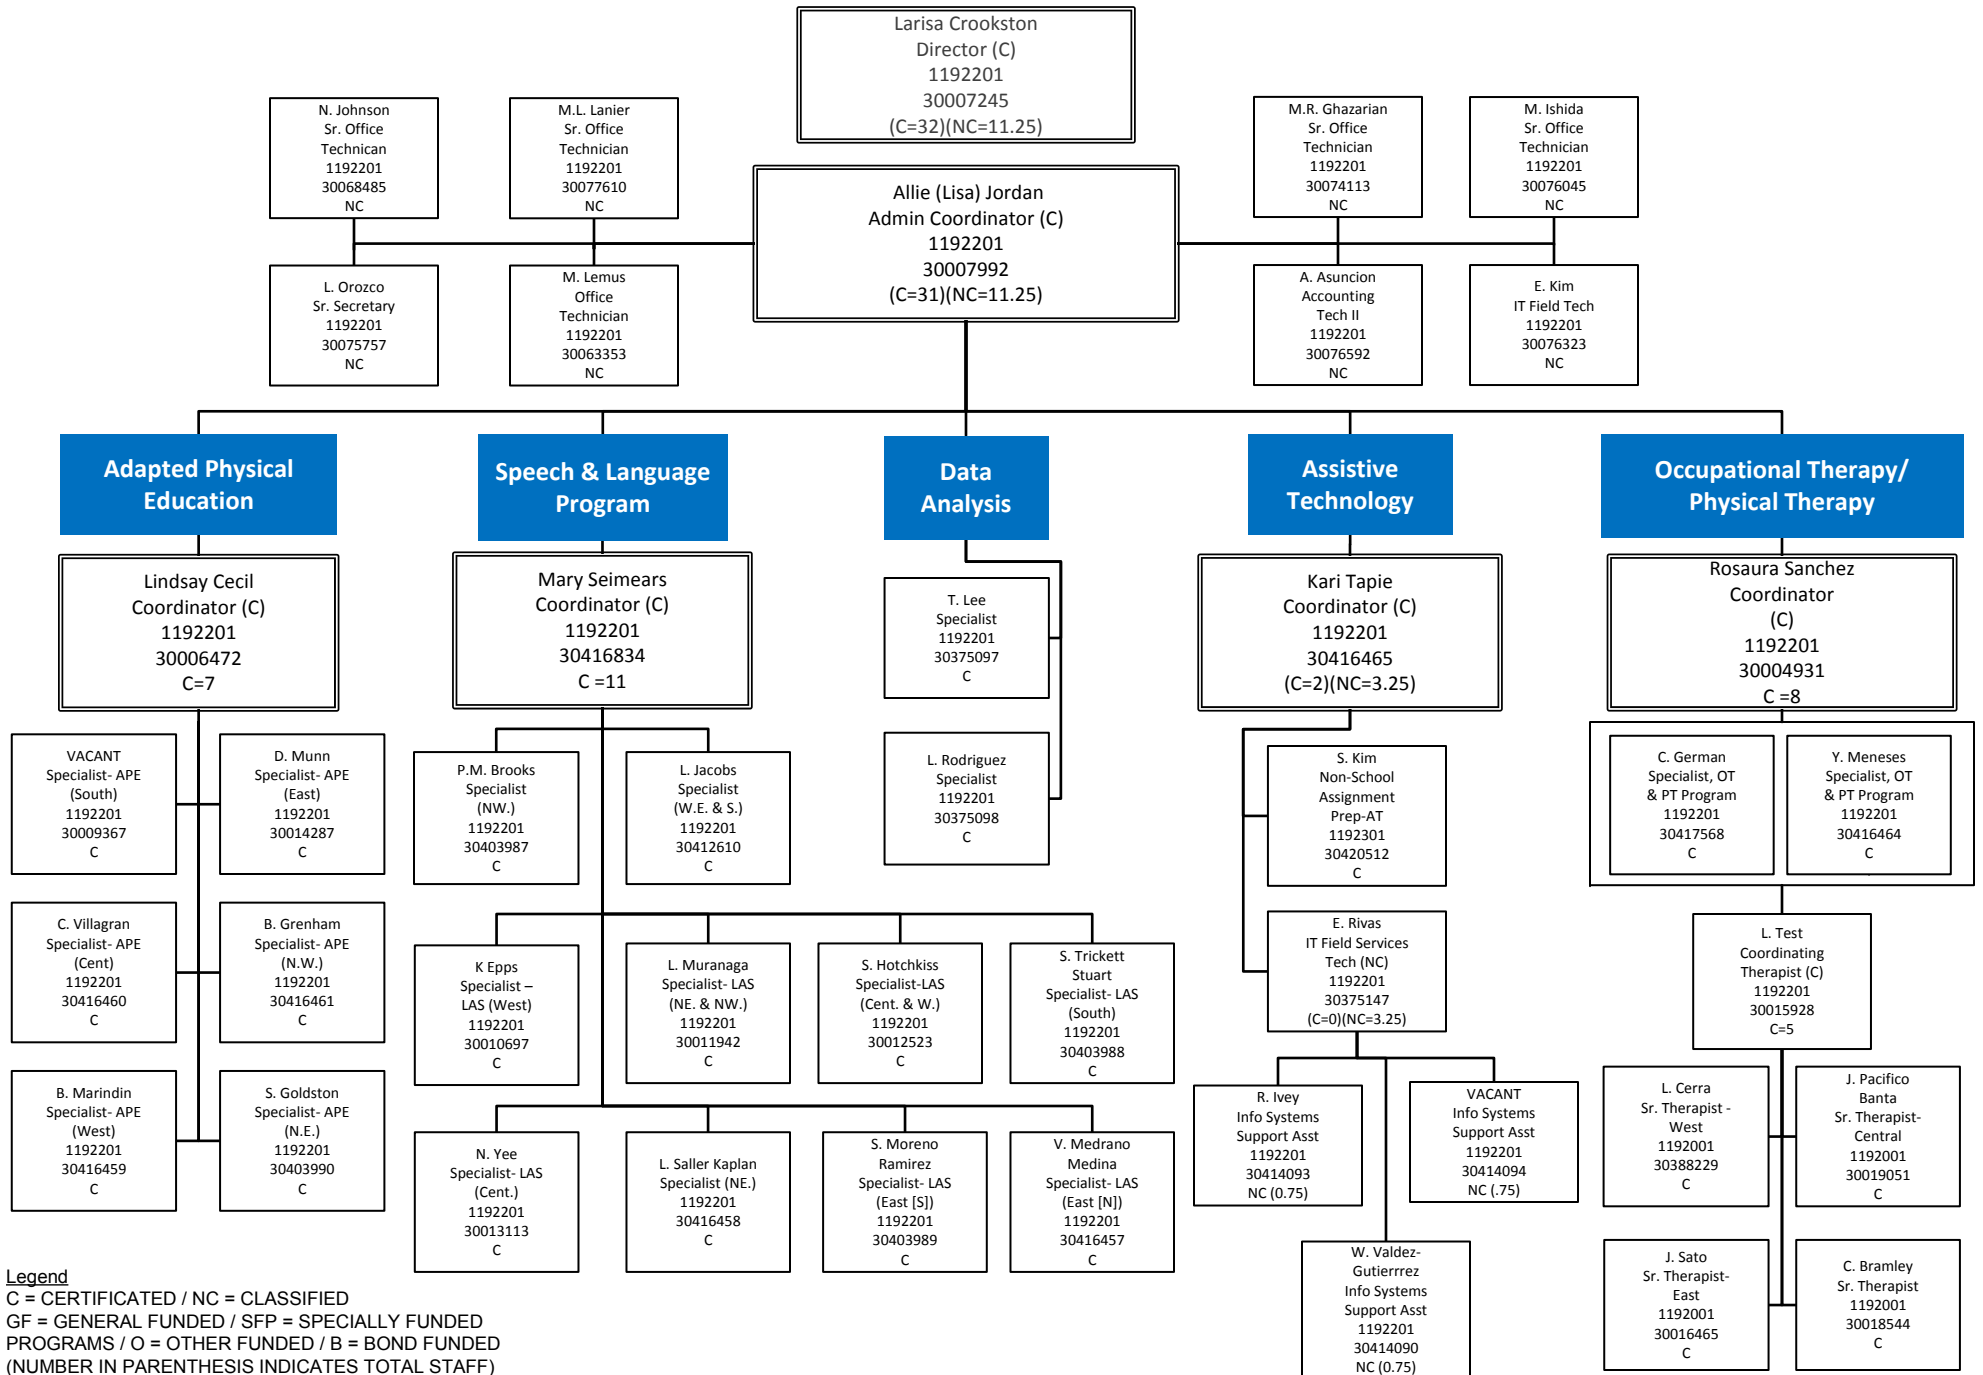 Larisa Crookston
Director (C)
1192201
30007245
(C=32)(NC=11.25)
N. Johnson
Sr. Office
Technican
1192201
30068485
NC
M.L. Lanier
Sr. Office
Technician
1192201
30077610
NC
Allie (Lisa) Jordan
Admin Coordinator (C)
1192201
30007992
(C=31)(NC=11.25)
M.R. Ghazarian
Sr. Office
Technician
1192201
30074113
NC
M. Ishida
Sr. Office
Technician
1192201
30076045
NC
L. Orozco
Sr. Secretary
1192201
30075757
NC
M. Lemus
Office
Technician
1192201
30063353
NC
A. Asuncion
Accounting
Tech II
1192201
30076592
NC
E. Kim
IT Field Tech
1192201
30076323
NC
Adapted Physical
Education
Speech & Language
Program
Data
Analysis
Assistive
Technology
Occupational Therapy/
Physical Therapy
Lindsay Cecil
Coordinator (C)
1192201
30006472
C=7
Mary Seimears
Coordinator (C)
1192201
30416834
C =11
T. Lee
Specialist
1192201
30375097
C
Kari Tapie
Coordinator (C)
1192201
30416465
(C=2)(NC=3.25)
Rosaura Sanchez
Coordinator
(C)
1192201
30004931
C =8
VACANT
Specialist- APE
(South)
1192201
30009367
C
D. Munn
Specialist- APE
(East)
1192201
30014287
C
P.M. Brooks
Specialist
(NW.)
1192201
30403987
C
L. Jacobs
Specialist
(W.E. & S.)
1192201
30412610
C
L. Rodriguez
Specialist
1192201
30375098
C
S. Kim
Non-School
Assignment
Prep-AT
1192301
30420512
C
C. German
Specialist, OT
& PT Program
1192201
30417568
C
Y. Meneses
Specialist, OT
& PT Program
1192201
30416464
C
C. Villagran
Specialist- APE
(Cent)
1192201
30416460
C
B. Grenham
Specialist- APE
(N.W.)
1192201
30416461
C
K Epps
Specialist –
LAS (West)
1192201
30010697
C
L. Muranaga
Specialist- LAS
(NE. & NW.)
1192201
30011942
C
S. Hotchkiss
Specialist-LAS
(Cent. & W.)
1192201
30012523
C
S. Trickett
Stuart
Specialist- LAS
(South)
1192201
30403988
C
E. Rivas
IT Field Services
Tech (NC)
1192201
30375147
(C=0)(NC=3.25)
L. Test
Coordinating
Therapist (C)
1192201
30015928
C=5
B. Marindin
Specialist- APE
(West)
1192201
30416459
C
S. Goldston
Specialist- APE
(N.E.)
1192201
30403990
C
N. Yee
Specialist- LAS
(Cent.)
1192201
30013113
C
L. Saller Kaplan
Specialist (NE.)
1192201
30416458
C
S. Moreno
Ramirez
Specialist- LAS
(East [S])
1192201
30403989
C
V. Medrano
Medina
Specialist- LAS
(East [N])
1192201
30416457
C
R. Ivey
Info Systems
Support Asst
1192201
30414093
NC (0.75)
VACANT
Info Systems
Support Asst
1192201
30414094
NC (.75)
L. Cerra
Sr. Therapist -
West
1192001
30388229
C
J. Pacifico
Banta
Sr. Therapist-
Central
1192001
30019051
C
W. Valdez-
Gutierrrez
Info Systems
Support Asst
1192201
30414090
NC (0.75)
J. Sato
Sr. Therapist-
East
1192001
30016465
C
C. Bramley
Sr. Therapist
1192001
30018544
C
Legend
C = CERTIFICATED / NC = CLASSIFIED
GF = GENERAL FUNDED / SFP = SPECIALLY FUNDED
PROGRAMS / O = OTHER FUNDED / B = BOND FUNDED
(NUMBER IN PARENTHESIS INDICATES TOTAL STAFF)